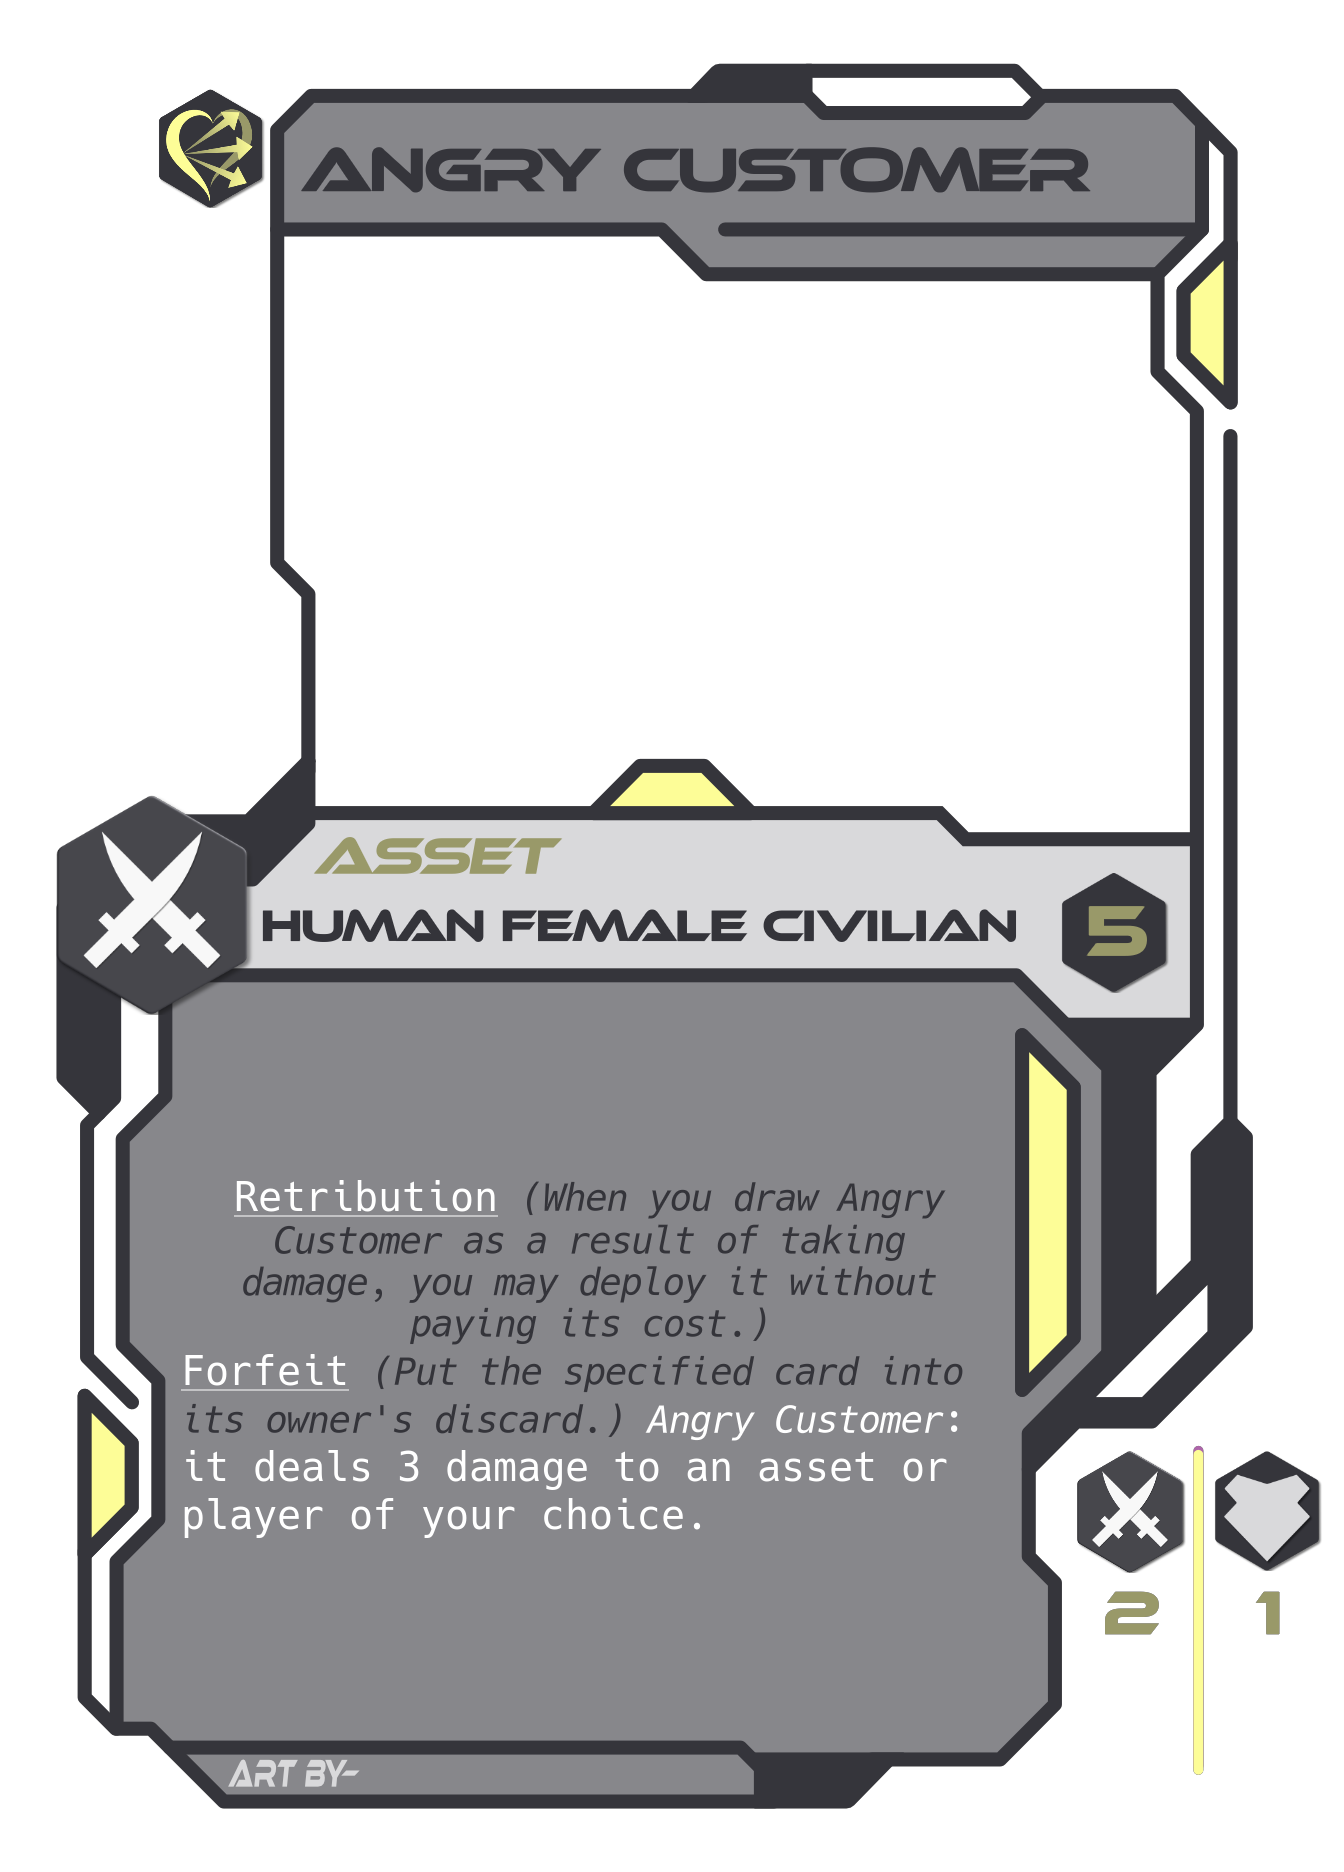 ANGRY CUSTOMER
ASSET
HUMAN FEMALE CIVILIAN
5
Retribution (When you draw Angry
Customer as a result of taking
damage, you may deploy it without
paying its cost.)
Forfeit (Put the specified card into
its owner's discard.) Angry Customer:
it deals 3 damage to an asset or
player of your choice.
2
1
ART BY-